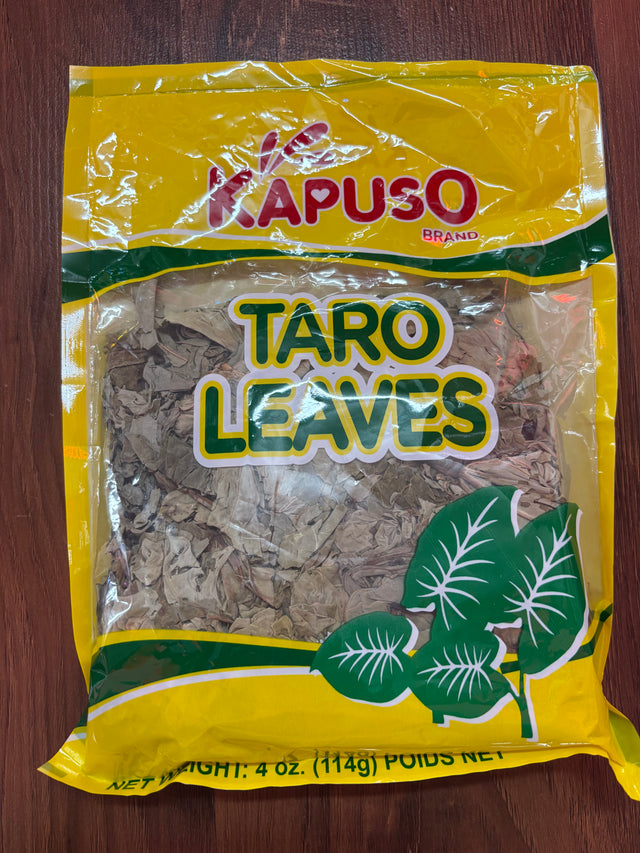 KAPUSO
BRAND
TARO
LEAVES
NET WEIGHT: 4 oz. (114g) POIDS NET